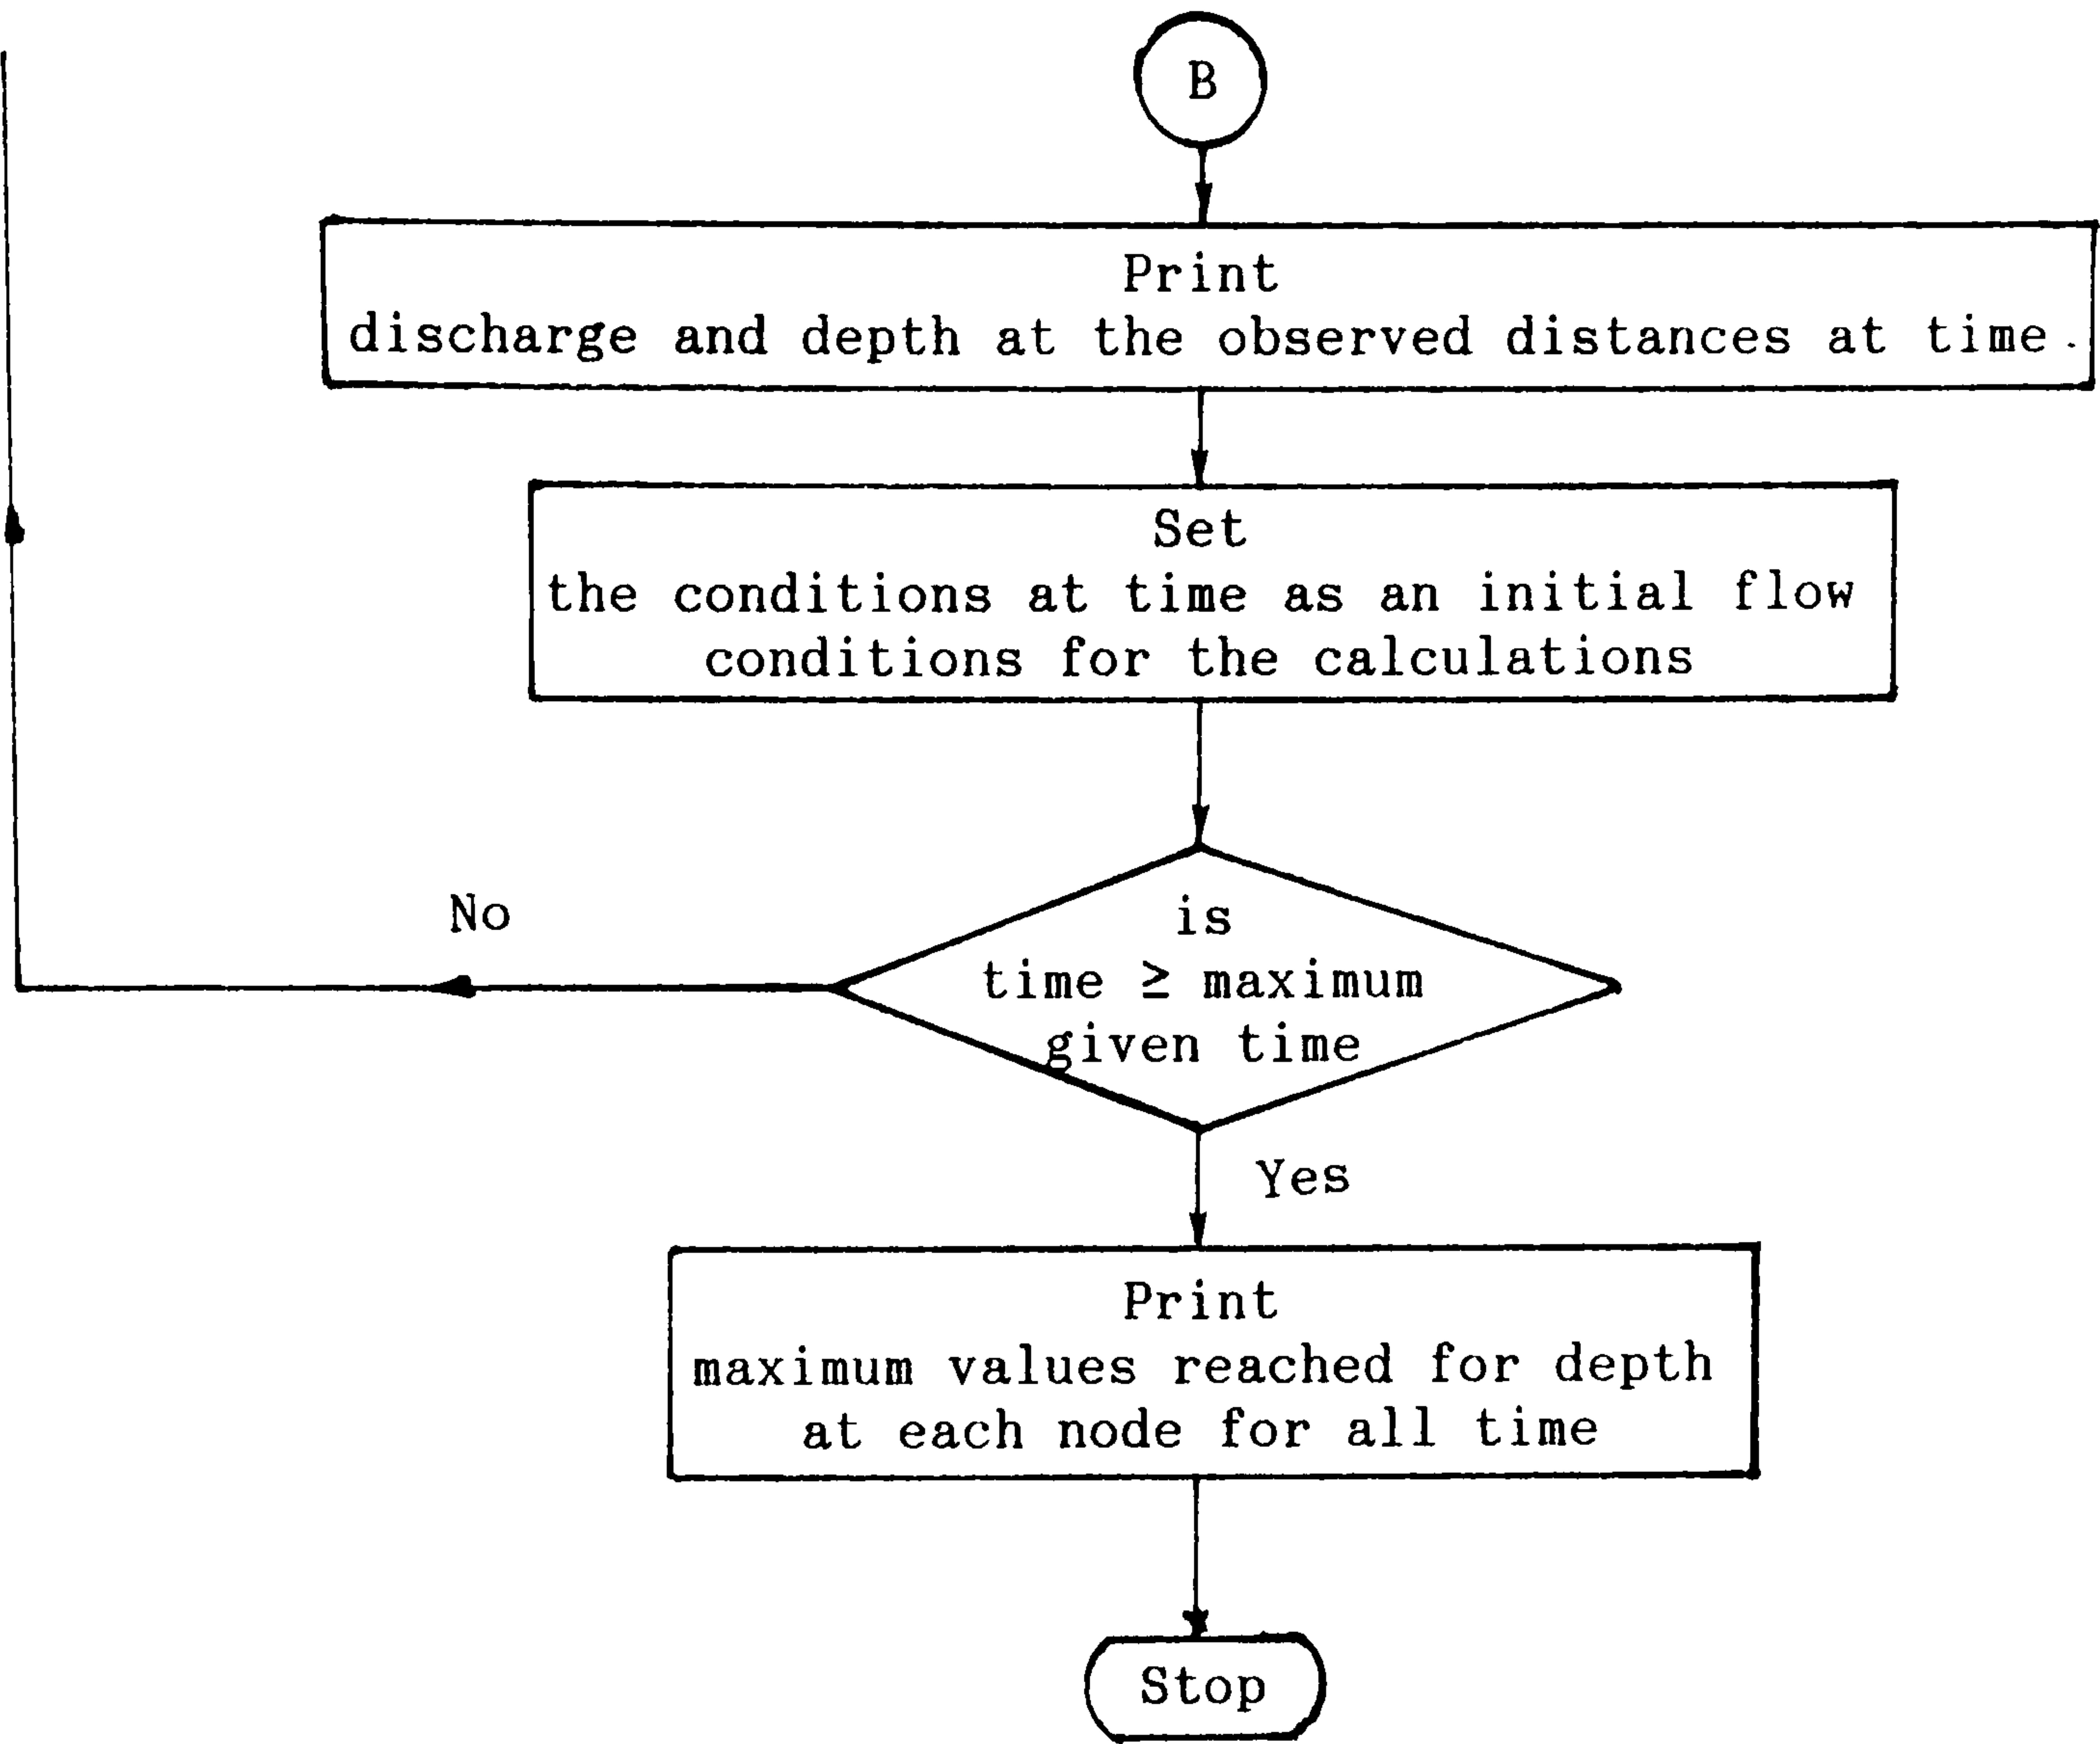 B
Print
discharge and depth at the observed distances at time.
Set
the conditions at time as an initial flow
conditions for the calculations
No
is
time ≥ maximum
given time
Yes
Print
maximum values reached for depth
at each node for all time
Stop